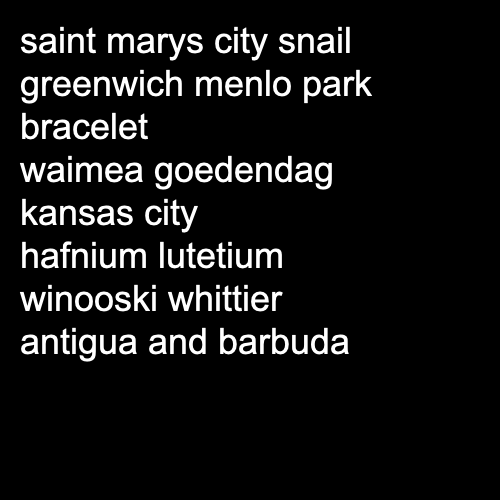 saint marys city snail
greenwich menlo park
bracelet
waimea goedendag
kansas city
hafnium lutetium
winooski whittier
antigua and barbuda